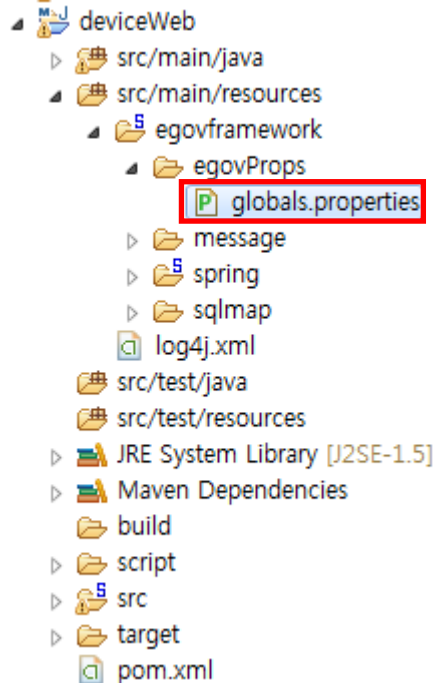 deviceWeb
src/main/java
src/main/resources
egovframework
egovProps
globals.properties
message
spring
sqlmap
log4j.xml
src/test/java
src/test/resources
JRE System Library [J2SE-1.5]
Maven Dependencies
build
script
src
target
pom.xml